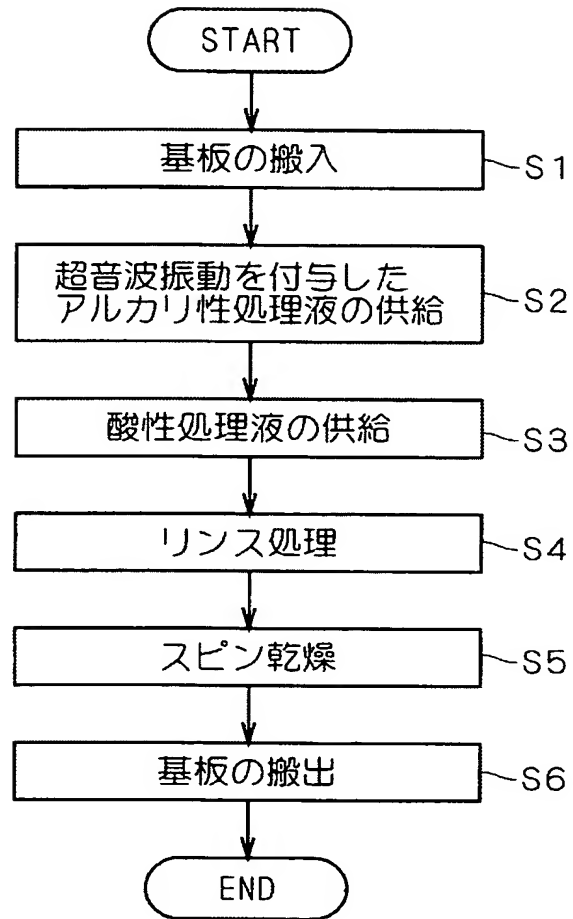 START
基板の搬入
S1
超音波振動を付与した
アルカリ性処理液の供給
S2
酸性処理液の供給
S3
リンス処理
S4
スピン乾燥
S5
基板の搬出
S6
END